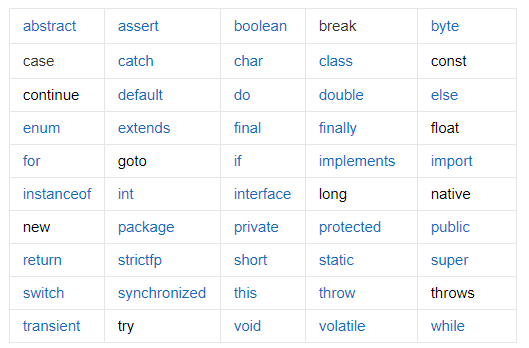 abstract assert boolean break byte
case catch char class const
continue default do double else
enum extends final finally float
for goto if implements import
instanceof int interface long native
new package private protected public
return strictfp short static super
switch synchronized this throw throws
transient try void volatile while